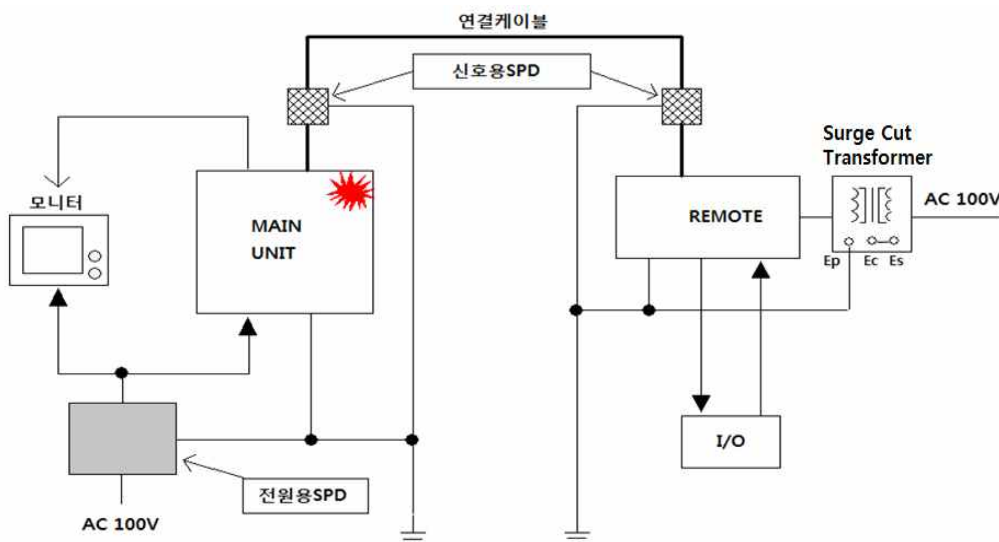 연결케이블
신호용SPD
Surge Cut
Transformer
모니터
MAIN
UNIT
REMOTE
AC 100V
Ep Ec Es
I/O
전원용SPD
AC 100V